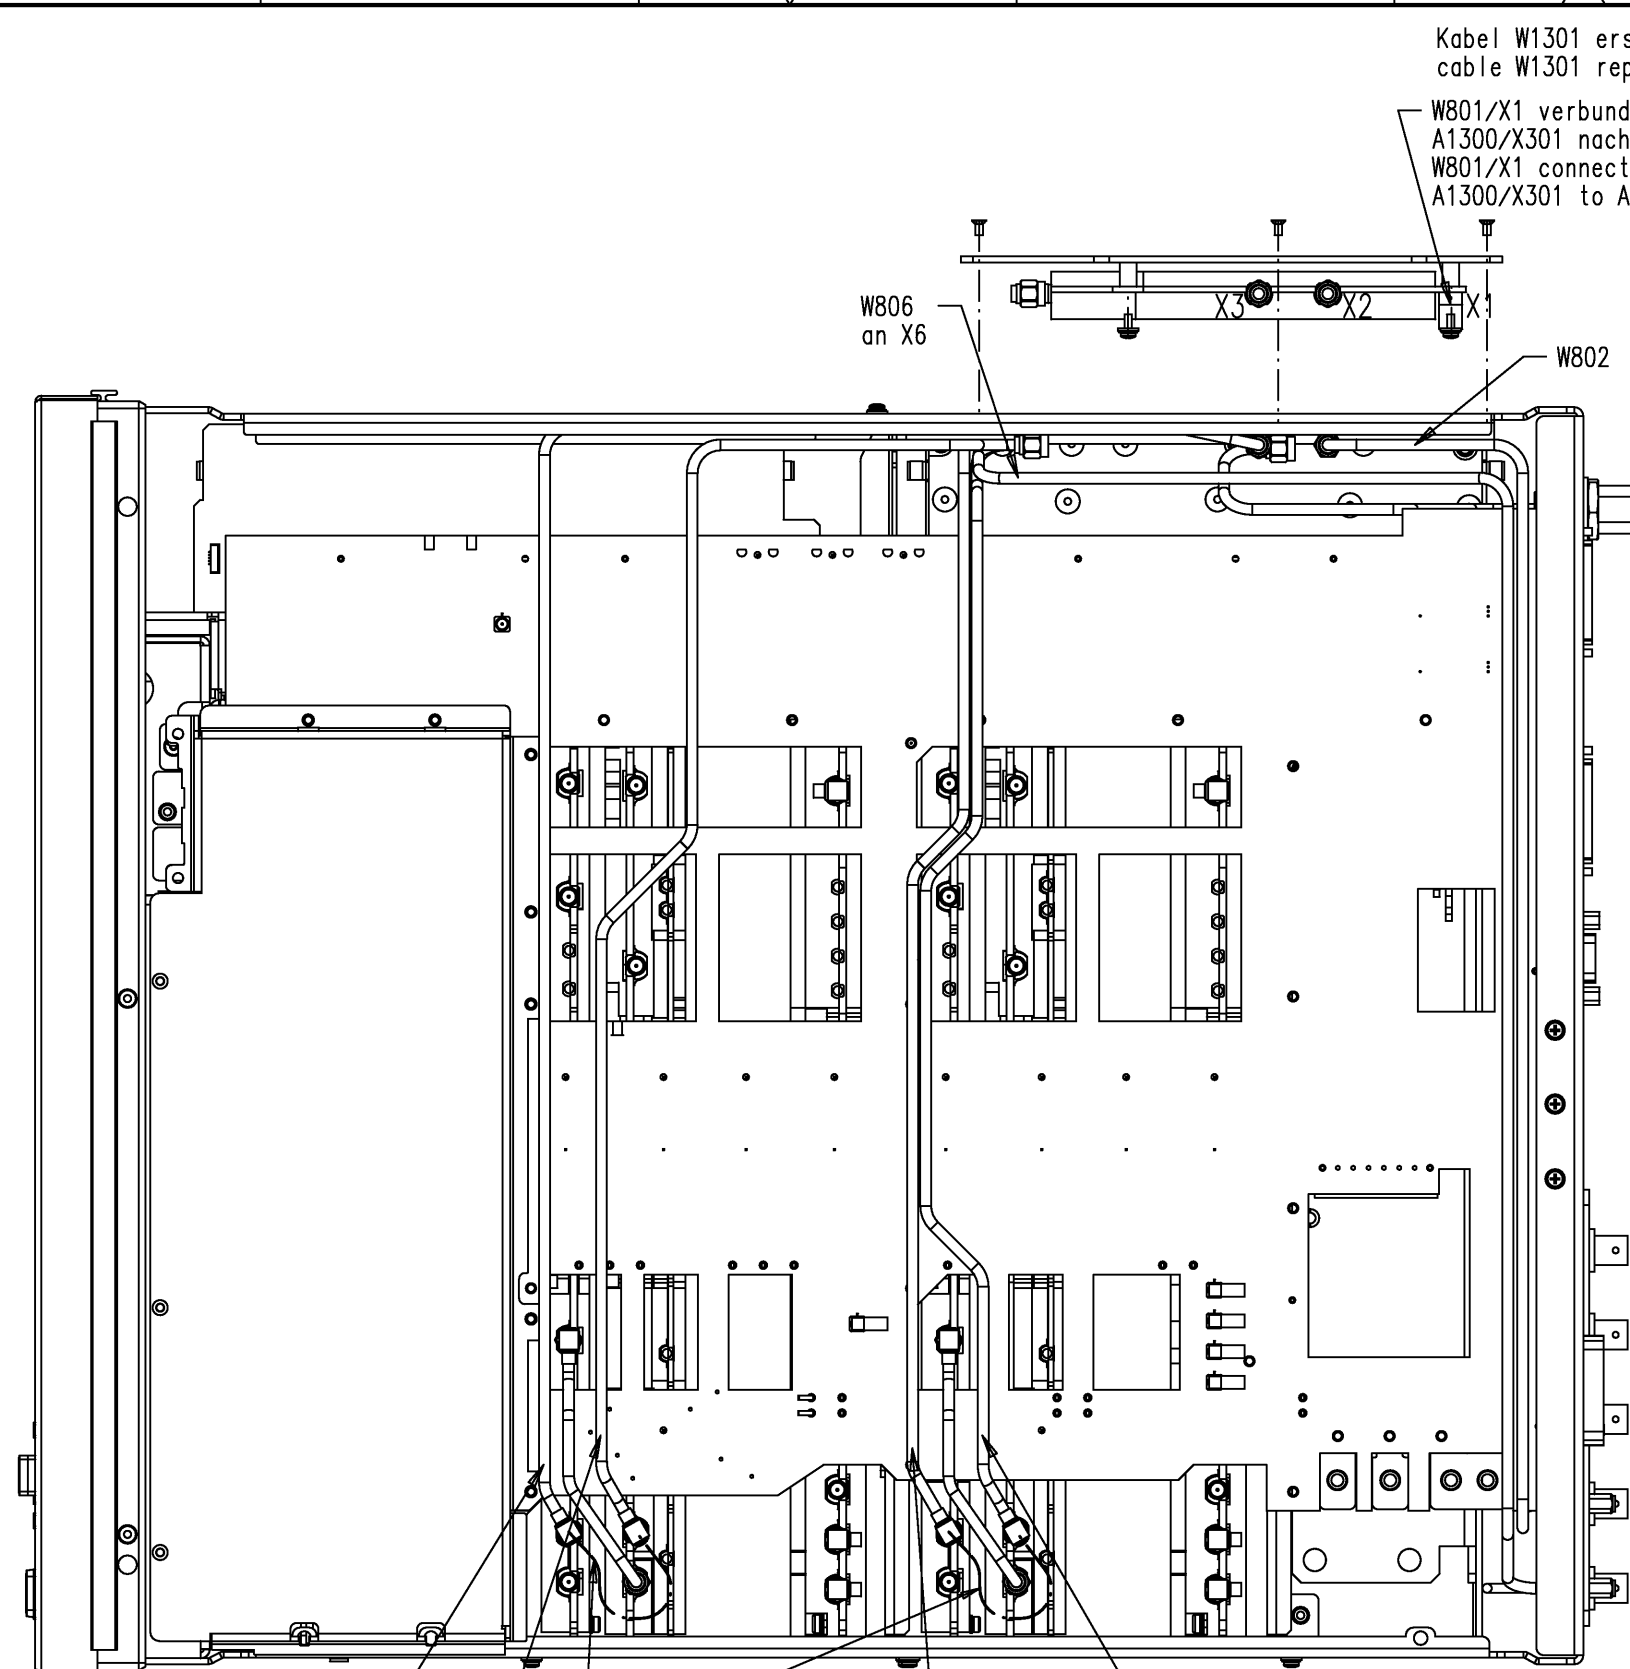 Kabel W1301 ers
cable W1301 rep
W801/X1 verbund
A1300/X301 nach
W801/X1 connect
A1300/X301 to A
X3
X2
X1
W806
an X6
W802